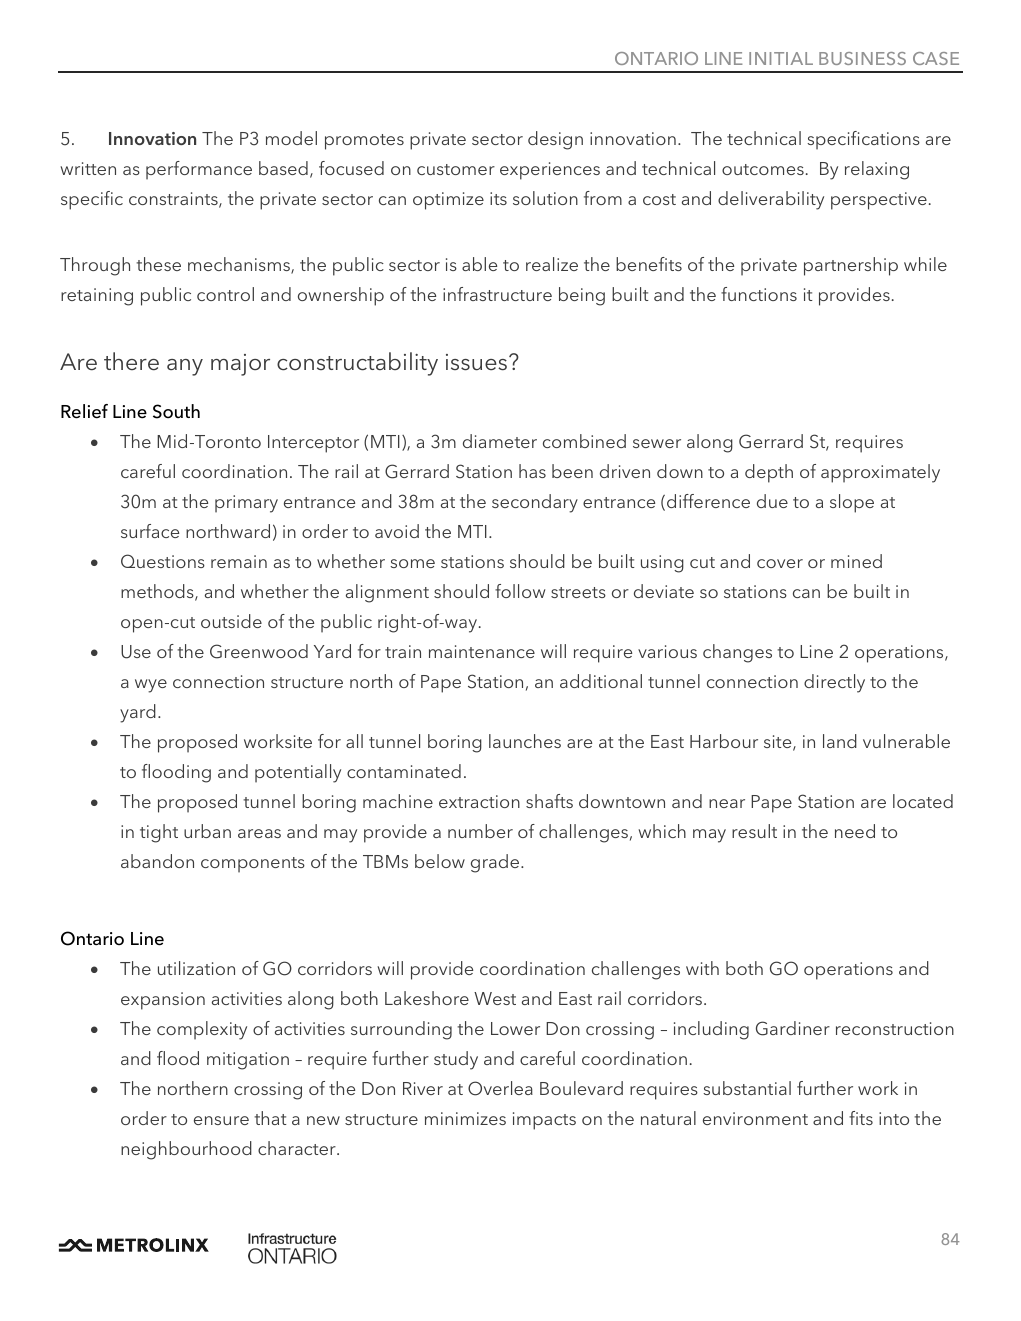 ONTARIO LINE INITIAL BUSINESS CASE
5. Innovation The P3 model promotes private sector design innovation. The technical specifications are
written as performance based, focused on customer experiences and technical outcomes. By relaxing
specific constraints, the private sector can optimize its solution from a cost and deliverability perspective.
Through these mechanisms, the public sector is able to realize the benefits of the private partnership while
retaining public control and ownership of the infrastructure being built and the functions it provides.
Are there any major constructability issues?
Relief Line South
• The Mid-Toronto Interceptor (MTI), a 3m diameter combined sewer along Gerrard St, requires
careful coordination. The rail at Gerrard Station has been driven down to a depth of approximately
30m at the primary entrance and 38m at the secondary entrance (difference due to a slope at
surface northward) in order to avoid the MTI.
• Questions remain as to whether some stations should be built using cut and cover or mined
methods, and whether the alignment should follow streets or deviate so stations can be built in
open-cut outside of the public right-of-way.
• Use of the Greenwood Yard for train maintenance will require various changes to Line 2 operations,
a wye connection structure north of Pape Station, an additional tunnel connection directly to the
yard.
• The proposed worksite for all tunnel boring launches are at the East Harbour site, in land vulnerable
to flooding and potentially contaminated.
• The proposed tunnel boring machine extraction shafts downtown and near Pape Station are located
in tight urban areas and may provide a number of challenges, which may result in the need to
abandon components of the TBMs below grade.
Ontario Line
• The utilization of GO corridors will provide coordination challenges with both GO operations and
expansion activities along both Lakeshore West and East rail corridors.
• The complexity of activities surrounding the Lower Don crossing – including Gardiner reconstruction
and flood mitigation – require further study and careful coordination.
• The northern crossing of the Don River at Overlea Boulevard requires substantial further work in
order to ensure that a new structure minimizes impacts on the natural environment and fits into the
neighbourhood character.
METROLINX
Infrastructure
ONTARIO
84